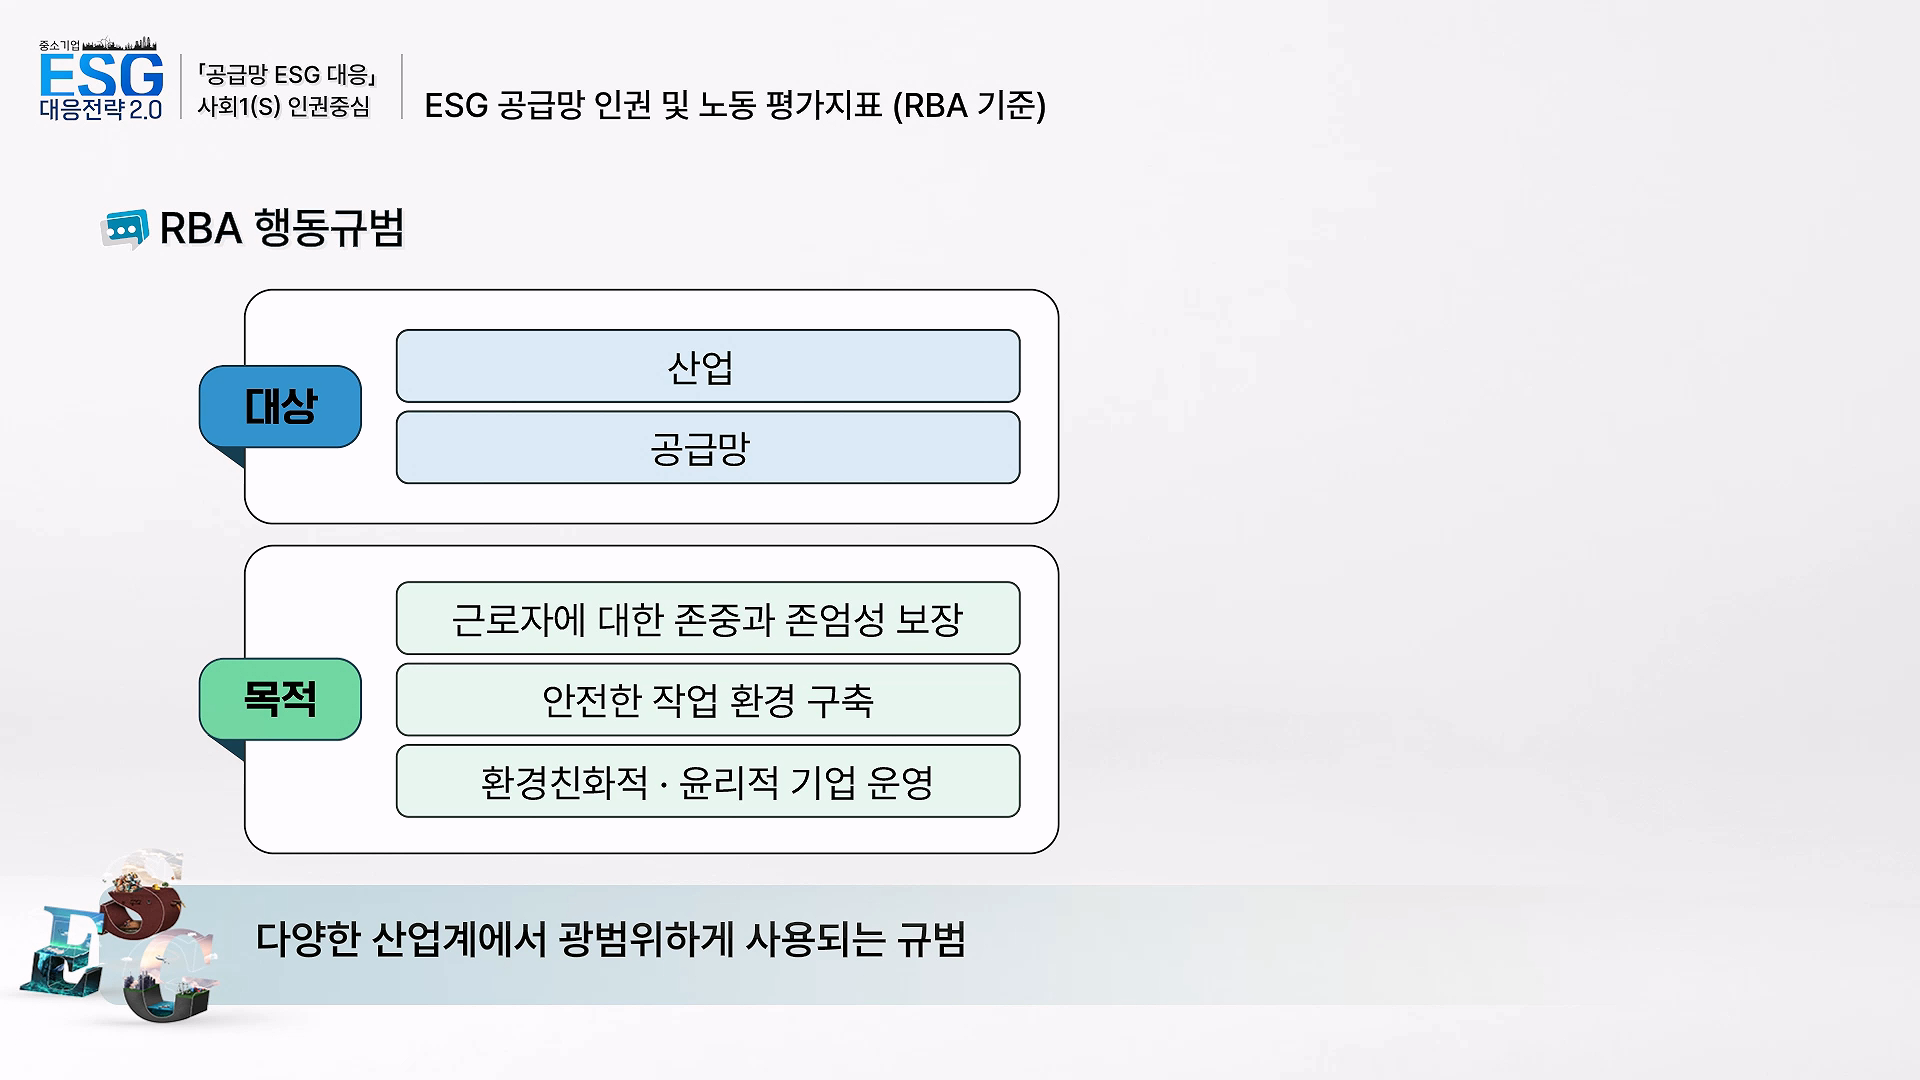 중소기업
ESG
대응전략 2.0
「공급망 ESG 대응」
사회1(S) 인권중심
ESG 공급망 인권 및 노동 평가지표 (RBA 기준)
RBA 행동규범
대상
산업
공급망
목적
근로자에 대한 존중과 존엄성 보장
안전한 작업 환경 구축
환경친화적 · 윤리적 기업 운영
ESG
다양한 산업계에서 광범위하게 사용되는 규범